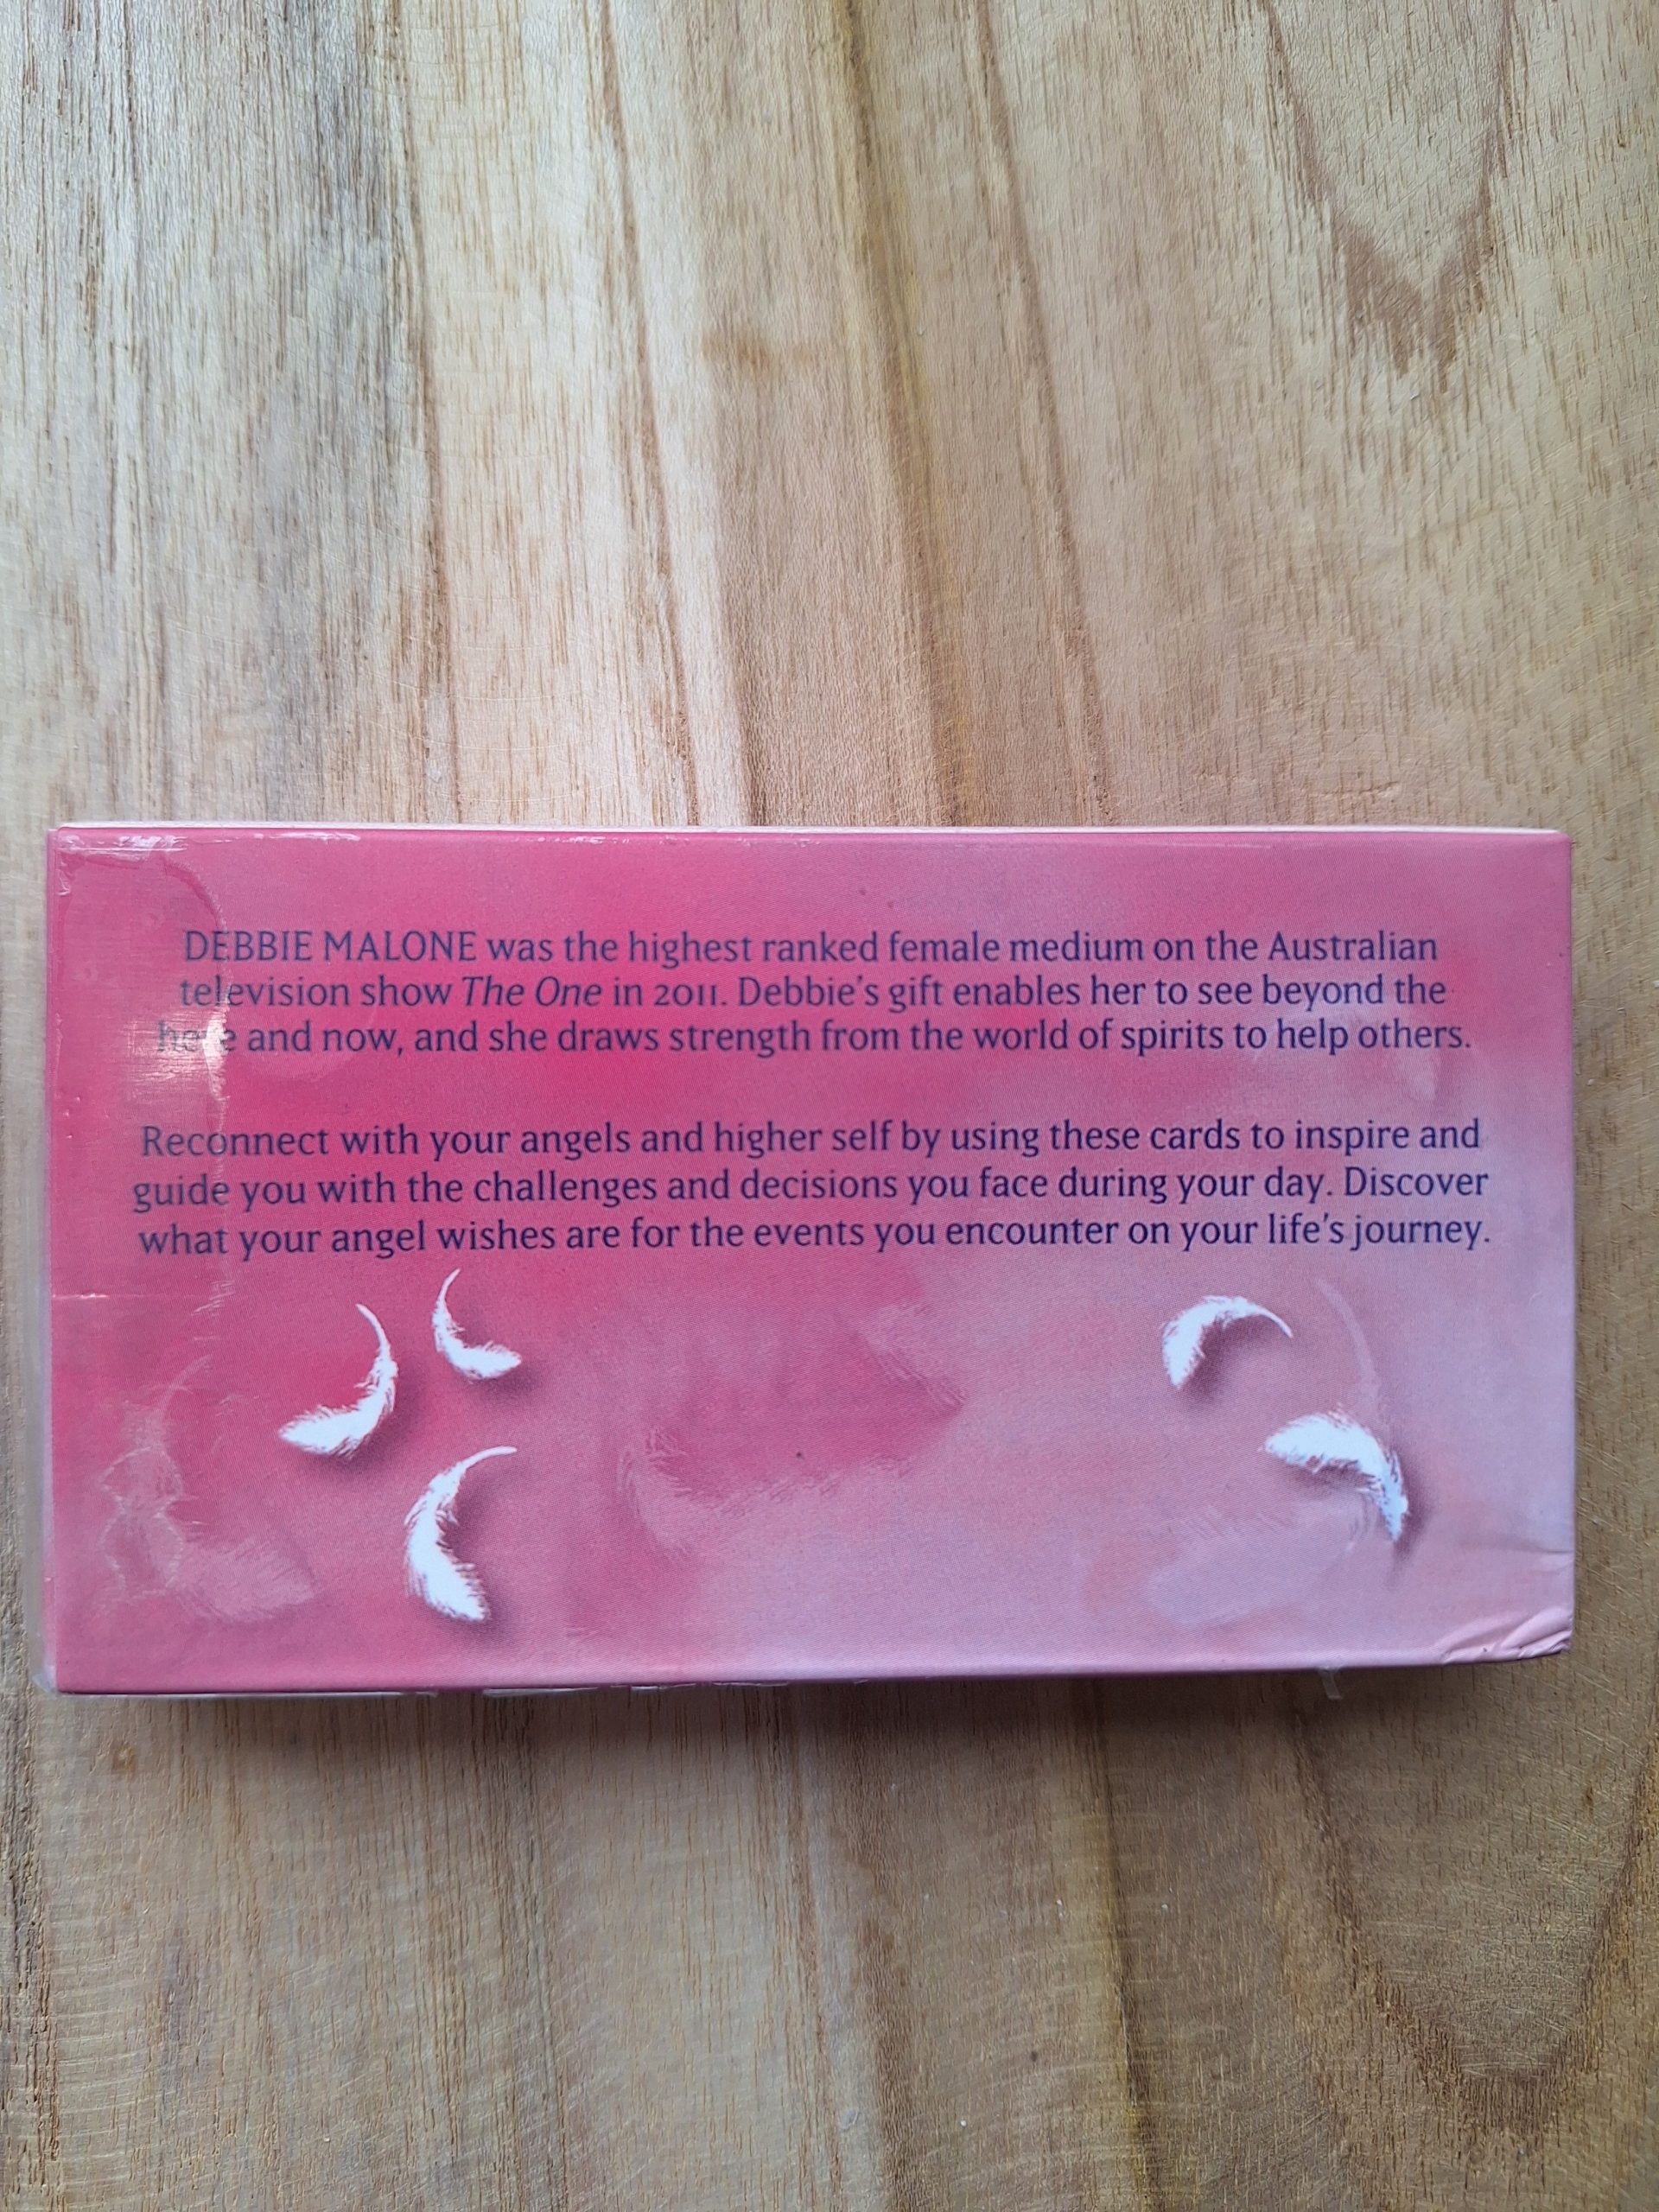 DEBBIE MALONE was the highest ranked female medium on the Australian
television show The One in 2011. Debbie's gift enables her to see beyond the
here and now, and she draws strength from the world of spirits to help others.
Reconnect with your angels and higher self by using these cards to inspire and
guide you with the challenges and decisions you face during your day. Discover
what your angel wishes are for the events you encounter on your life's journey.